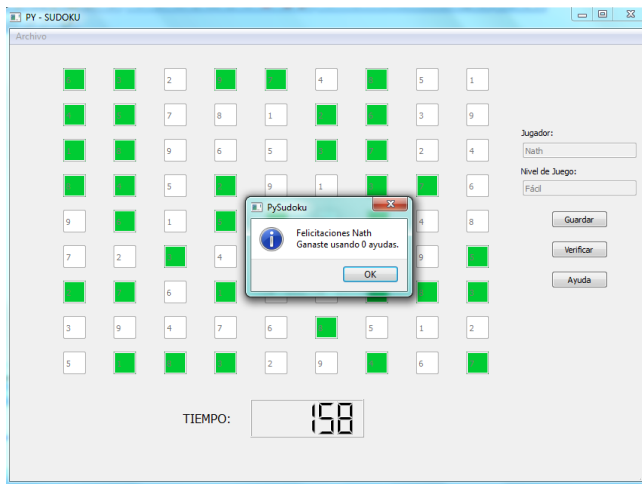 PY - SUDOKU
Archivo
2 4 5 1
7 8 1 3 9
9 6 5 2 4
5 9 1 6
9 1 4 8
7 2 4 9
6
3 9 4 7 6 5 1 2
5 2 9 6
Jugador:
Nath
Nivel de Juego:
Fácil
Guardar
Verificar
Ayuda
PySudoku
Felicitaciones Nath
Ganaste usando 0 ayudas.
OK
TIEMPO: 158